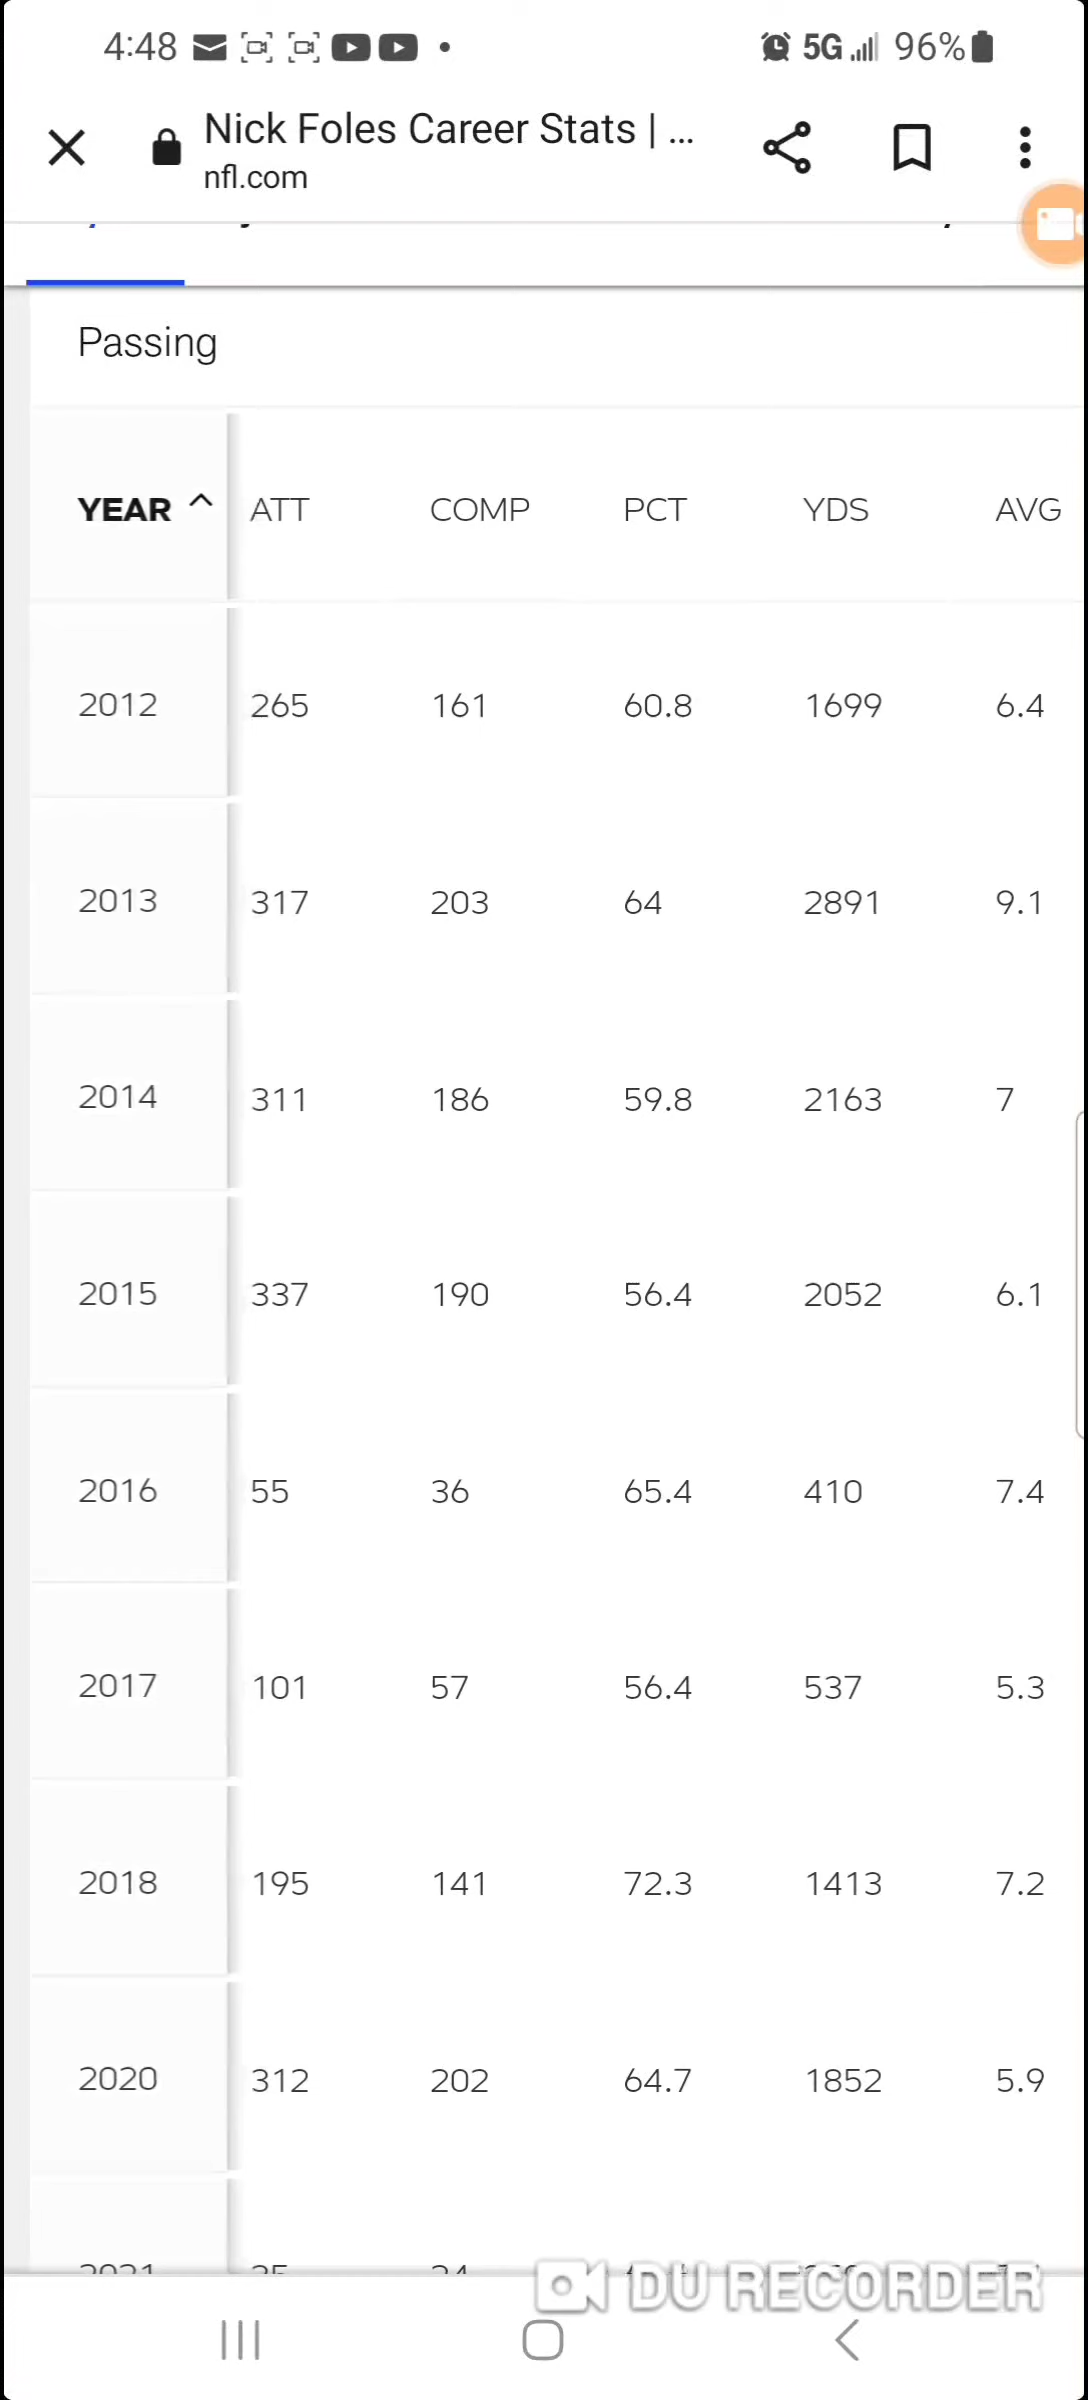 4:48 5G 96%
Nick Foles Career Stats | ...
nfl.com
Passing
YEAR ATT COMP PCT YDS AVG
2012 265 161 60.8 1699 6.4
2013 317 203 64 2891 9.1
2014 311 186 59.8 2163 7
2015 337 190 56.4 2052 6.1
2016 55 36 65.4 410 7.4
2017 101 57 56.4 537 5.3
2018 195 141 72.3 1413 7.2
2020 312 202 64.7 1852 5.9
DU RECORDER